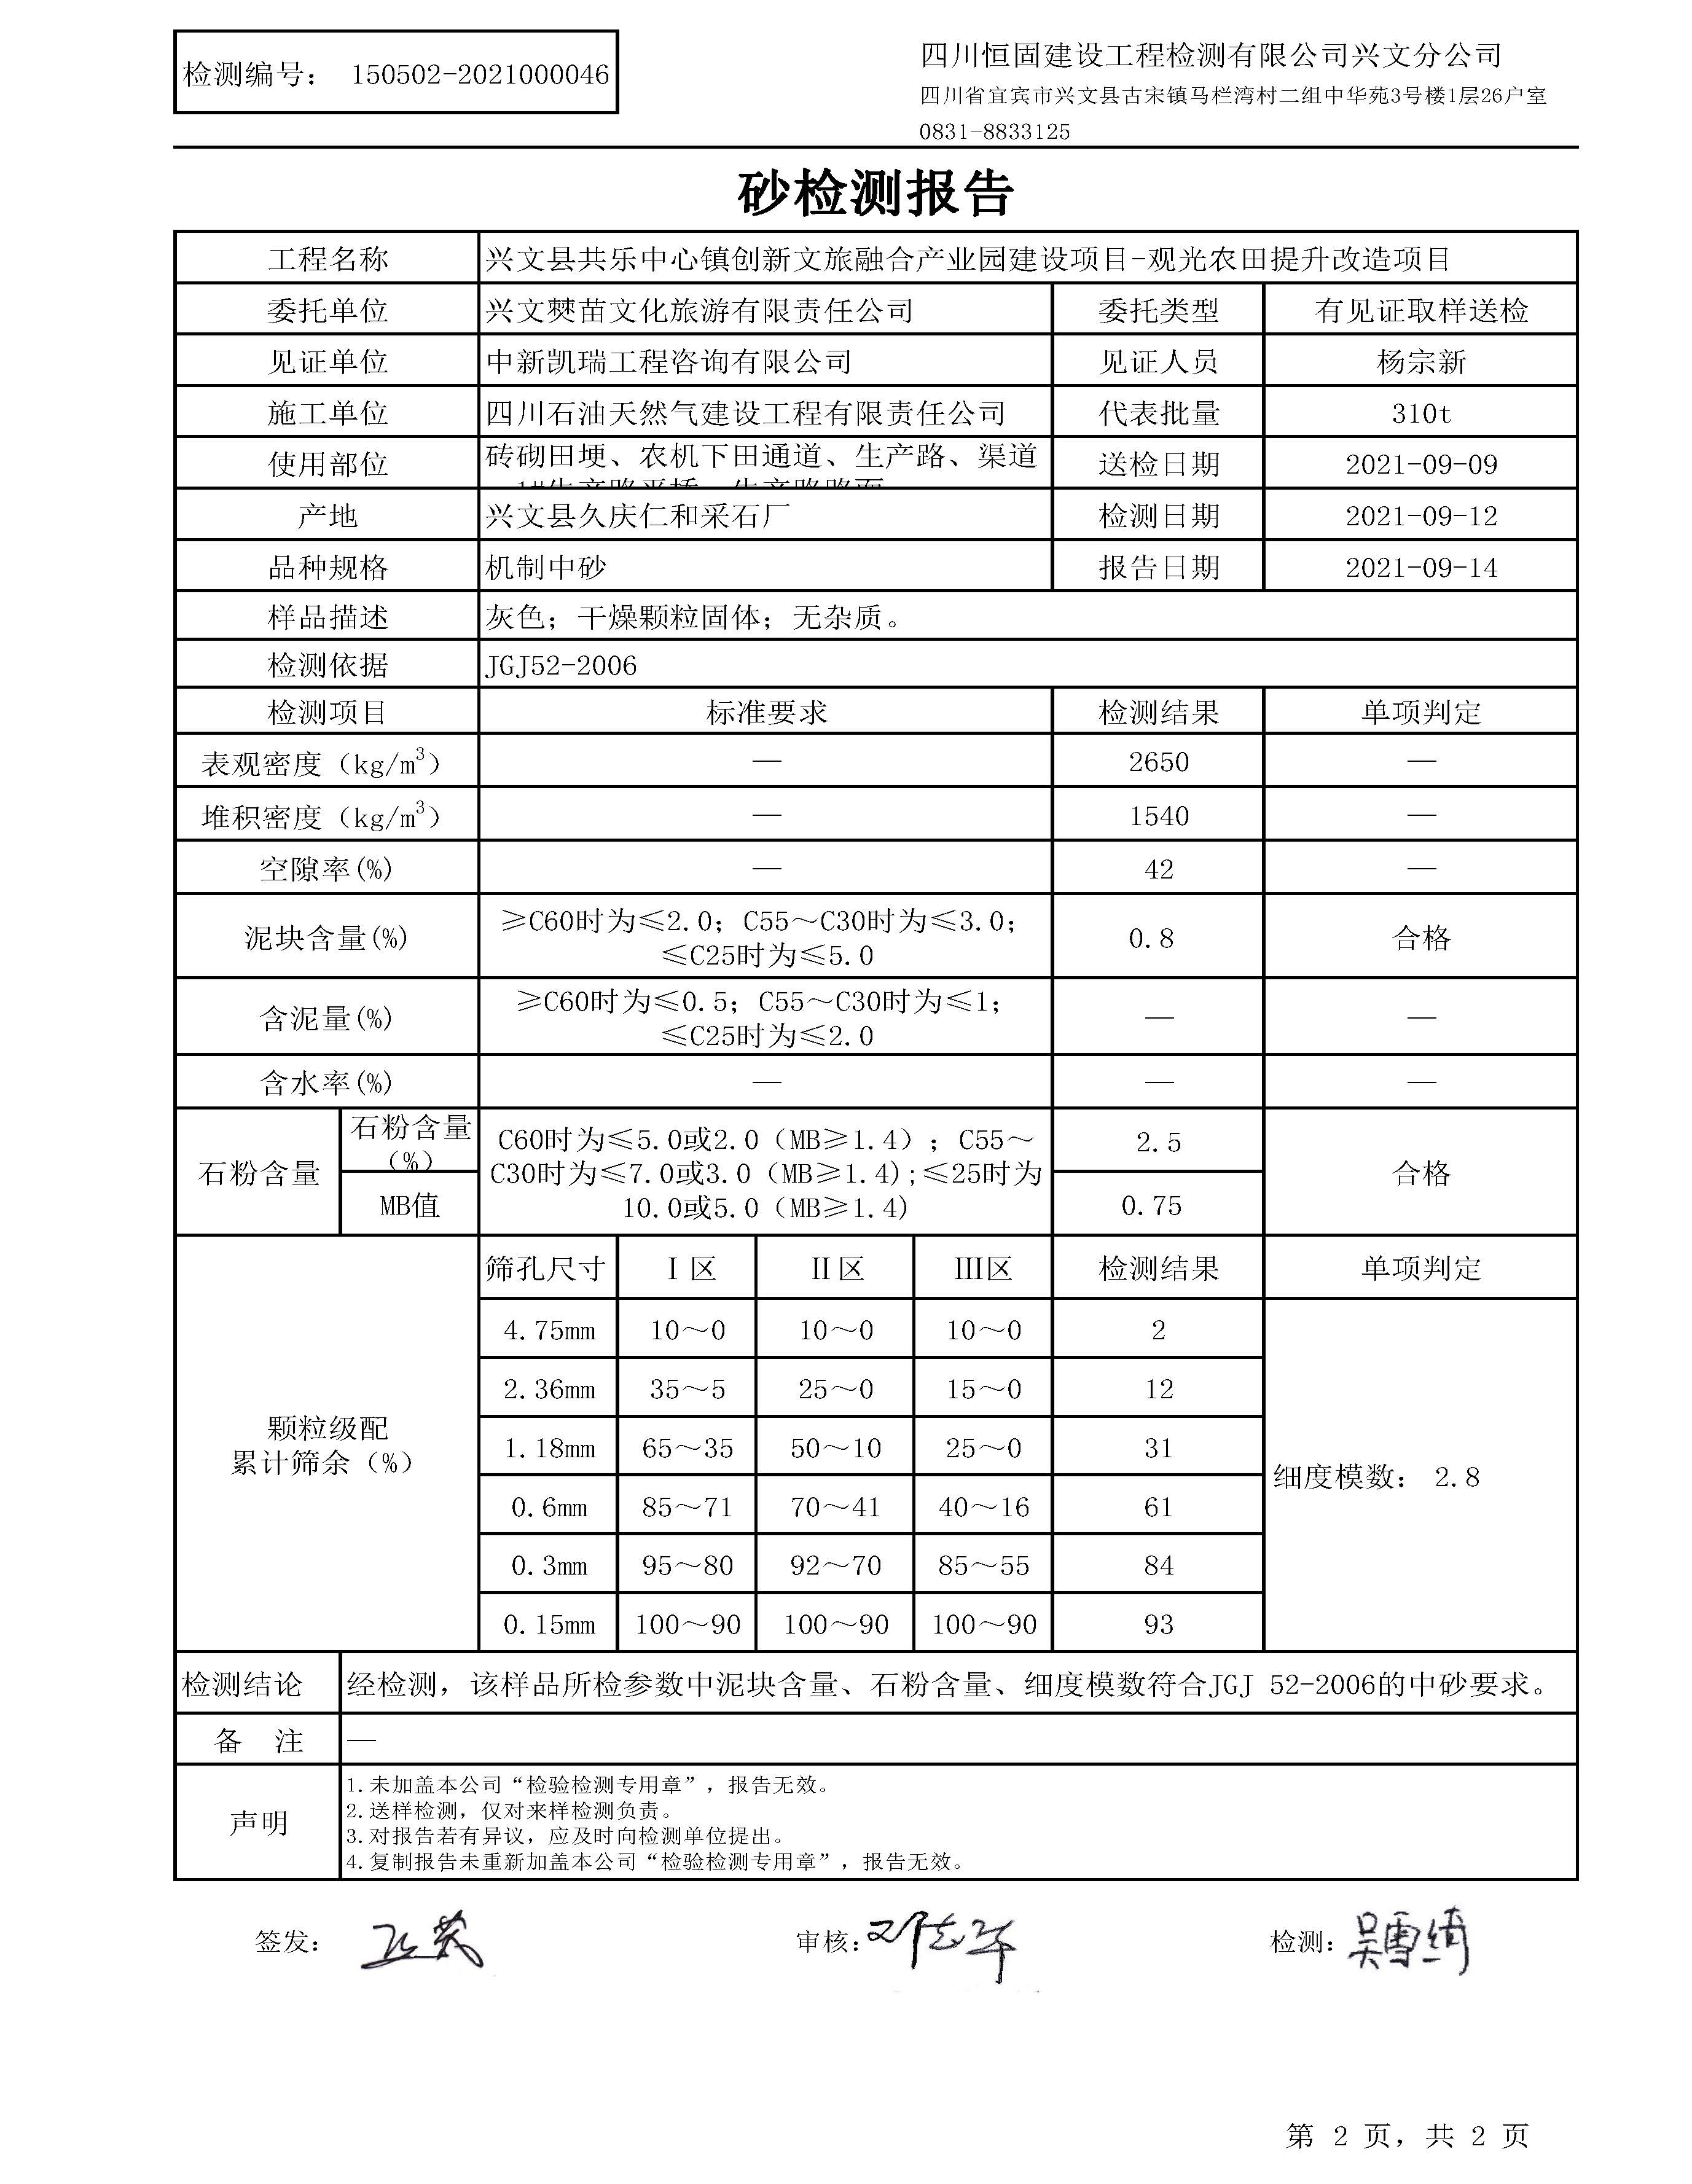 检测编号： 150502-2021000046
四川恒固建设工程检测有限公司兴文分公司
四川省宜宾市兴文县古宋镇马栏湾村二组中华苑3号楼1层26户室
0831-8833125
砂检测报告
工程名称 兴文县共乐中心镇创新文旅融合产业园建设项目-观光农田提升改造项目
委托单位 兴文僰苗文化旅游有限责任公司 委托类型 有见证取样送检
见证单位 中新凯瑞工程咨询有限公司 见证人员 杨宗新
施工单位 四川石油天然气建设工程有限责任公司 代表批量 310t
使用部位 砖砌田埂、农机下田通道、生产路、渠道 送检日期 2021-09-09
产地 兴文县久庆仁和采石厂 检测日期 2021-09-12
品种规格 机制中砂 报告日期 2021-09-14
样品描述 灰色；干燥颗粒固体；无杂质。
检测依据 JGJ52-2006
检测项目 标准要求 检测结果 单项判定
表观密度（kg/m³） — 2650 —
堆积密度（kg/m³） — 1540 —
空隙率(%) — 42 —
泥块含量(%) ≥C60时为≤2.0；C55～C30时为≤3.0； 0.8 合格
≤C25时为≤5.0
含泥量(%) ≥C60时为≤0.5；C55～C30时为≤1； — —
≤C25时为≤2.0
含水率(%) — — —
石粉含量 石粉含量 C60时为≤5.0或2.0（MB≥1.4）；C55～ 2.5 合格
（%） C30时为≤7.0或3.0（MB≥1.4);≤25时为
MB值 10.0或5.0（MB≥1.4) 0.75
颗粒级配
累计筛余（%）
筛孔尺寸 Ⅰ区 Ⅱ区 Ⅲ区 检测结果 单项判定
4.75mm 10～0 10～0 10～0 2
2.36mm 35～5 25～0 15～0 12
1.18mm 65～35 50～10 25～0 31
细度模数： 2.8
0.6mm 85～71 70～41 40～16 61
0.3mm 95～80 92～70 85～55 84
0.15mm 100～90 100～90 100～90 93
检测结论 经检测，该样品所检参数中泥块含量、石粉含量、细度模数符合JGJ 52-2006的中砂要求。
备 注 —
声明
1.未加盖本公司“检验检测专用章”，报告无效。
2.送样检测，仅对来样检测负责。
3.对报告若有异议，应及时向检测单位提出。
4.复制报告未重新加盖本公司“检验检测专用章”，报告无效。
签发： 审核： 检测：吴雪绮
第 2 页，共 2 页